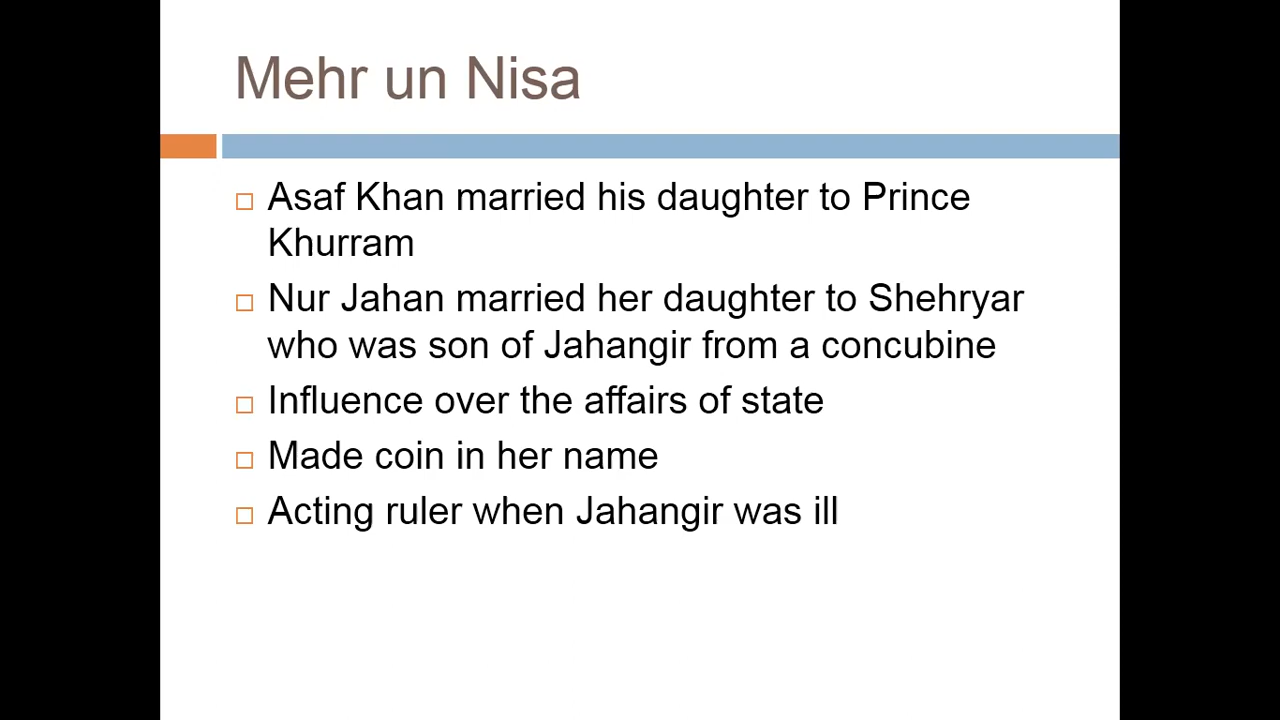 Mehr un Nisa
Asaf Khan married his daughter to Prince
Khurram
Nur Jahan married her daughter to Shehryar
who was son of Jahangir from a concubine
Influence over the affairs of state
Made coin in her name
Acting ruler when Jahangir was ill